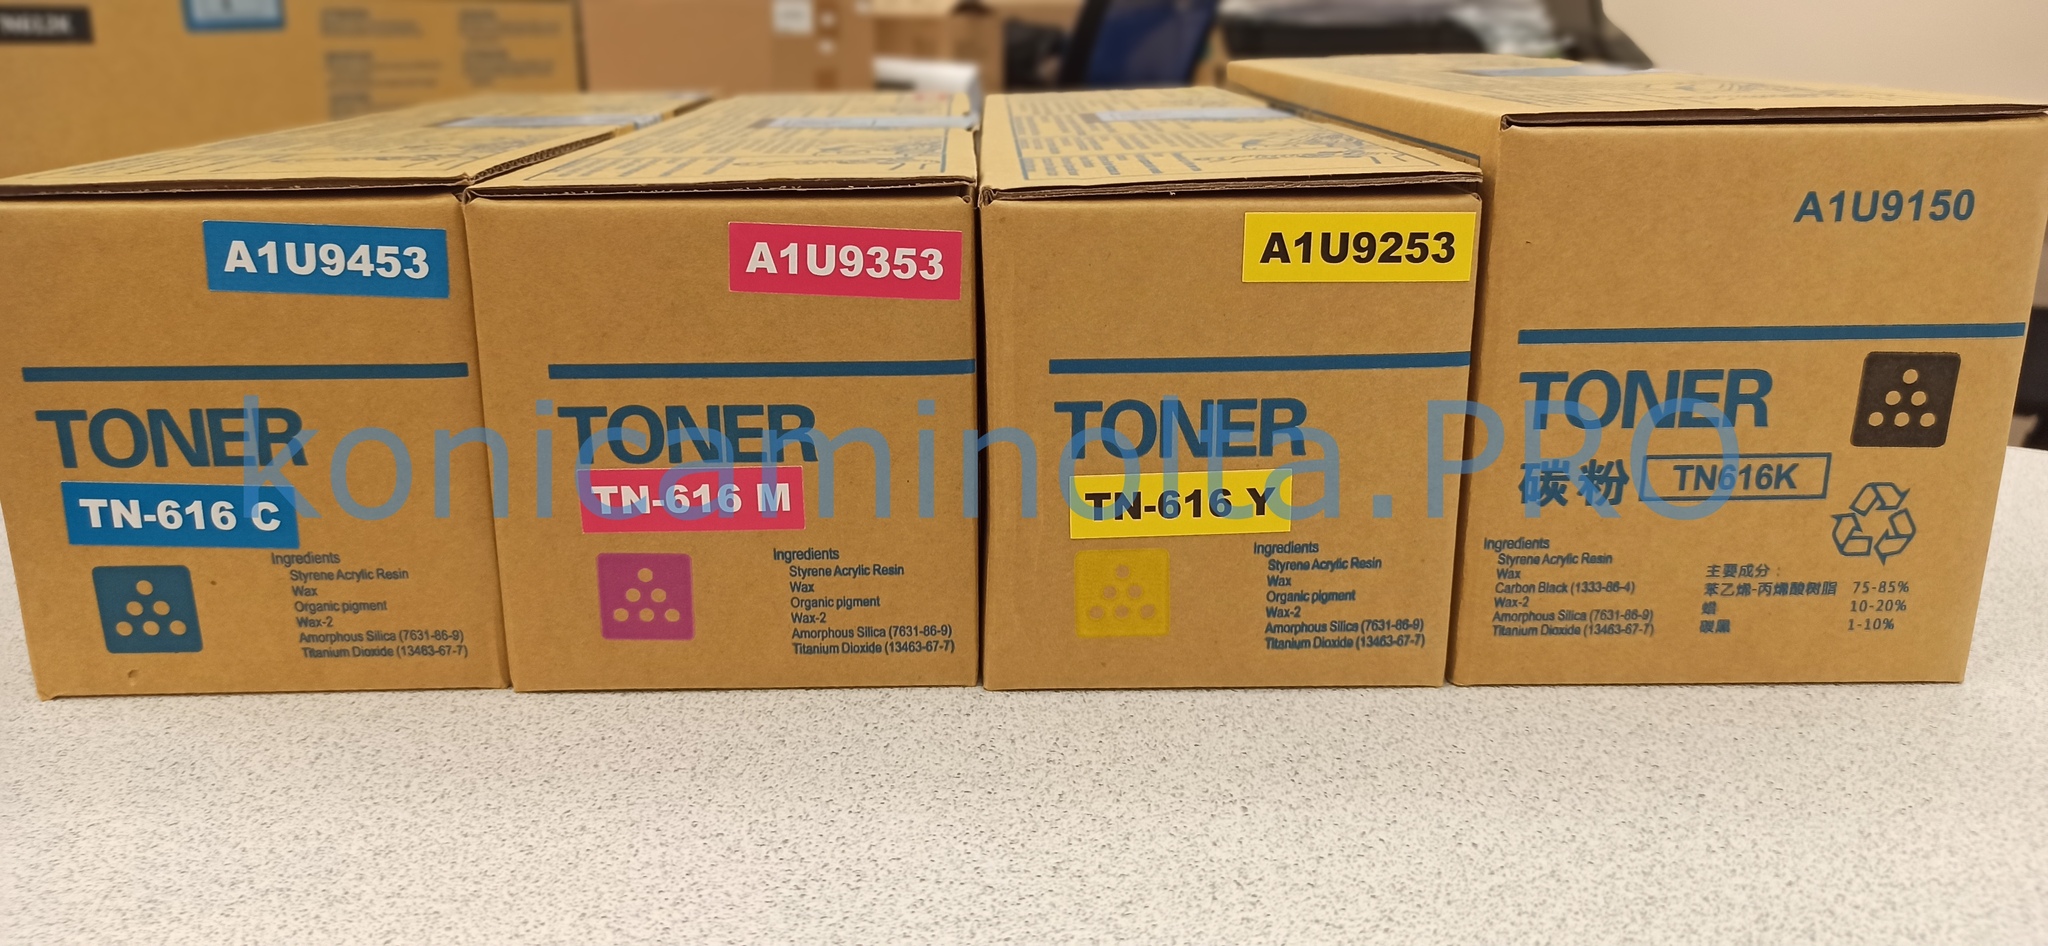 A1U9453
TONER
TN-616 C
Ingredients
Styrene Acrylic Resin
Wax
Organic pigment
Wax-2
Amorphous Silica (7631-86-9)
Titanium Dioxide (13463-67-7)
A1U9353
TONER
TN-616 M
Ingredients
Styrene Acrylic Resin
Wax
Organic pigment
Wax-2
Amorphous Silica (7631-86-9)
Titanium Dioxide (13463-67-7)
A1U9253
TONER
TN-616 Y
Ingredients
Styrene Acrylic Resin
Wax
Organic pigment
Wax-2
Amorphous Silica (7631-86-9)
Titanium Dioxide (13463-67-7)
A1U9150
TONER
碳粉 TN616K
Ingredients
Styrene Acrylic Resin
Wax
Carbon Black (1333-86-4)
Wax-2
Amorphous Silica (7631-86-9)
Titanium Dioxide (13463-67-7)
主要成分：
苯乙烯-丙烯酸树脂 75-85%
蜡 10-20%
碳黑 1-10%
konicaminolta.PRO